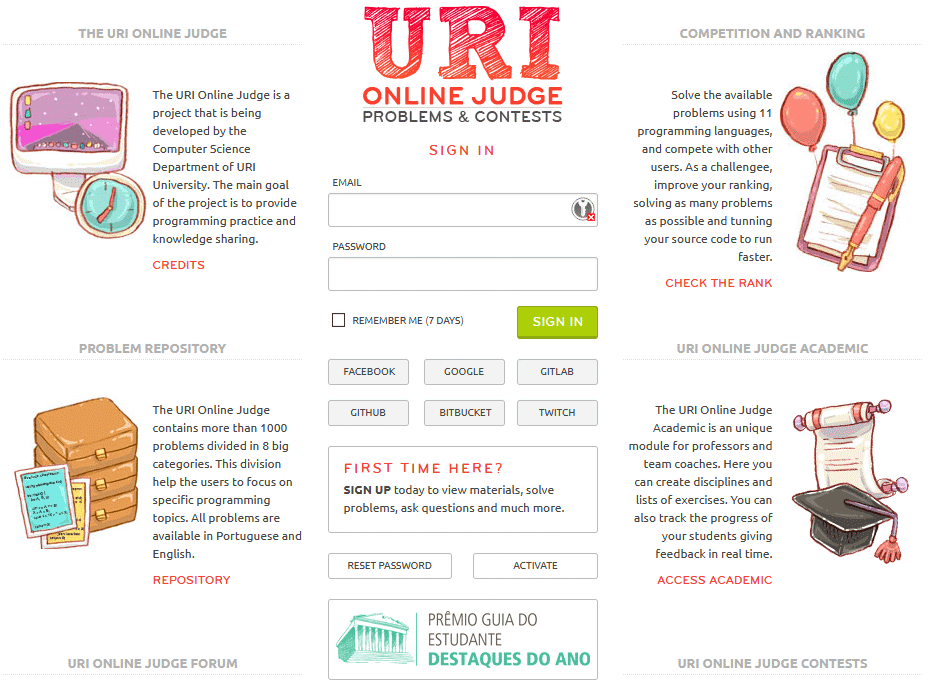 THE URI ONLINE JUDGE
The URI Online Judge is a
project that is being
developed by the
Computer Science
Department of URI
University. The main goal
of the project is to provide
programming practice and
knowledge sharing.
CREDITS
PROBLEM REPOSITORY
The URI Online Judge
contains more than 1000
problems divided in 8 big
categories. This division
help the users to focus on
specific programming
topics. All problems are
available in Portuguese and
English.
REPOSITORY
URI ONLINE JUDGE FORUM
URI
ONLINE JUDGE
PROBLEMS & CONTESTS
SIGN IN
EMAIL
PASSWORD
REMEMBER ME (7 DAYS)
SIGN IN
FACEBOOK
GOOGLE
GITLAB
GITHUB
BITBUCKET
TWITCH
FIRST TIME HERE?
SIGN UP today to view materials, solve
problems, ask questions and much more.
RESET PASSWORD
ACTIVATE
PRÊMIO GUIA DO
ESTUDANTE
DESTAQUES DO ANO
COMPETITION AND RANKING
Solve the available
problems using 11
programming languages,
and compete with other
users. As a challengee,
improve your ranking,
solving as many problems
as possible and tunning
your source code to run
faster.
CHECK THE RANK
URI ONLINE JUDGE ACADEMIC
The URI Online Judge
Academic is an unique
module for professors and
team coaches. Here you
can create disciplines and
lists of exercises. You can
also track the progress of
your students giving
feedback in real time.
ACCESS ACADEMIC
URI ONLINE JUDGE CONTESTS